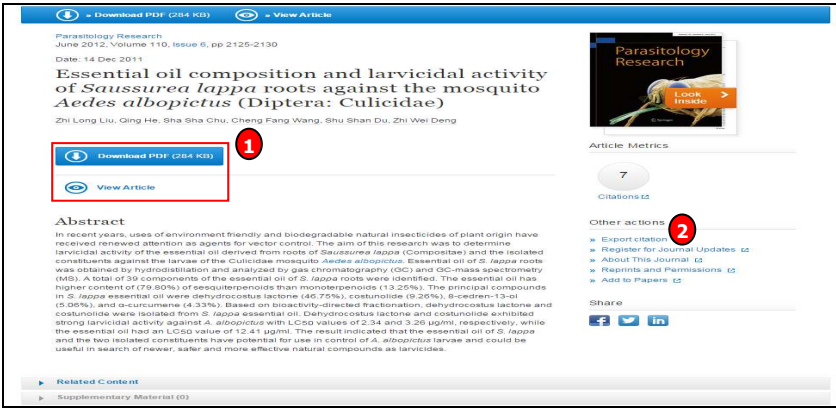 » Download PDF (284 KB) » View Article
Parasitology Research
June 2012, Volume 110, Issue 6, pp 2125-2130
Date: 14 Dec 2011
Essential oil composition and larvicidal activity
of Saussurea lappa roots against the mosquito
Aedes albopictus (Diptera: Culicidae)
Zhi Long Liu, Qing He, Sha Sha Chu, Cheng Fang Wang, Shu Shan Du, Zhi Wei Deng
1
Download PDF (284 KB)
View Article
Abstract
In recent years, uses of environment friendly and biodegradable natural insecticides of plant origin have
received renewed attention as agents for vector control. The aim of this research was to determine
larvicidal activity of the essential oil derived from roots of Saussurea lappa (Compositae) and the isolated
constituents against the larvae of the Culicidae mosquito Aedes albopictus. Essential oil of S. lappa roots
was obtained by hydrodistillation and analyzed by gas chromatography (GC) and GC-mass spectrometry
(MS). A total of 39 components of the essential oil of S. lappa roots were identified. The essential oil has
higher content of (79.80%) of sesquiterpenoids than monoterpenoids (13.25%). The principal compounds
in S. lappa essential oil were dehydrocostus lactone (46.75%), costunolide (9.26%), 8-cedren-13-ol
(5.06%), and α-curcumene (4.33%). Based on bioactivity-directed fractionation, dehydrocostus lactone and
costunolide were isolated from S. lappa essential oil. Dehydrocostus lactone and costunolide exhibited
strong larvicidal activity against A. albopictus with LC50 values of 2.34 and 3.26 μg/ml, respectively, while
the essential oil had an LC50 value of 12.41 μg/ml. The result indicated that the essential oil of S. lappa
and the two isolated constituents have potential for use in control of A. albopictus larvae and could be
useful in search of newer, safer and more effective natural compounds as larvicides.
Parasitology
Research
Look
Inside
Springer
Article Metrics
7
Citations
Other actions
2
» Export citation
» Register for Journal Updates
» About This Journal
» Reprints and Permissions
» Add to Papers
Share
f
in
Related Content
Supplementary Material (0)